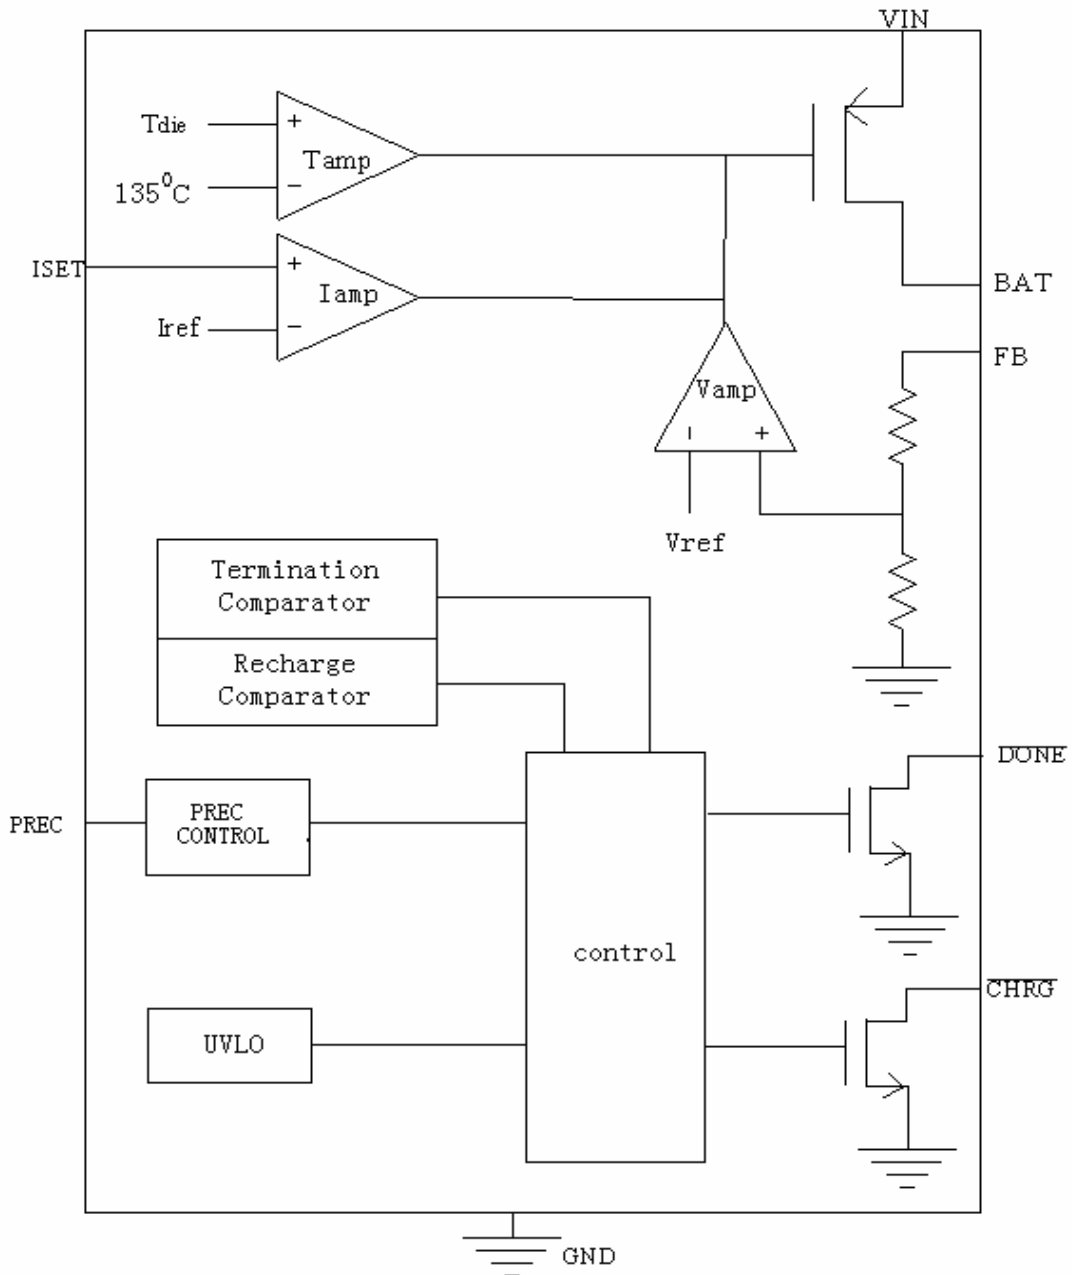 VIN
Tdie
+
Tamp
135⁰C
−
ISET
+
Iamp
BAT
Iref
−
FB
Vamp
− +
Vref
Termination
Comparator
Recharge
Comparator
DONE
PREC
PREC
CONTROL
control
CHRG
UVLO
GND